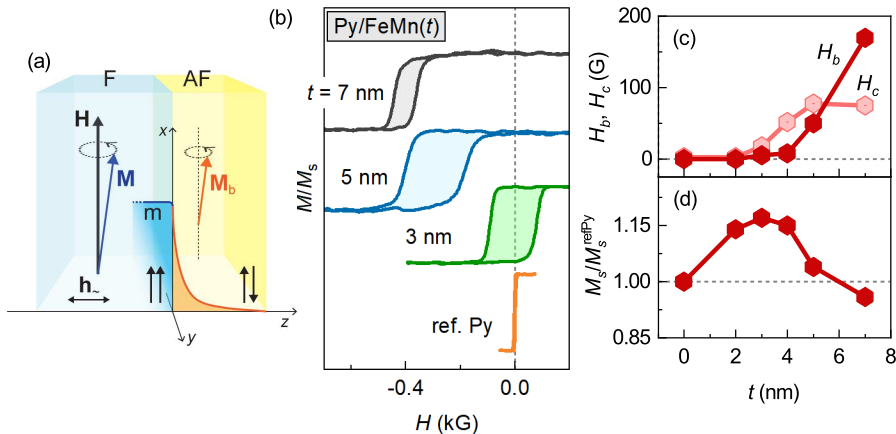 (a)
F
AF
H
M
M_b
x
m
h~
y
z
(b)
Py/FeMn(t)
t = 7 nm
5 nm
3 nm
ref. Py
M/M_s
-0.4
0.0
H (kG)
(c)
200
100
0
H_b, H_c (G)
H_b
H_c
(d)
1.15
1.00
0.85
M_s/M_s^refPy
0
2
4
6
8
t (nm)